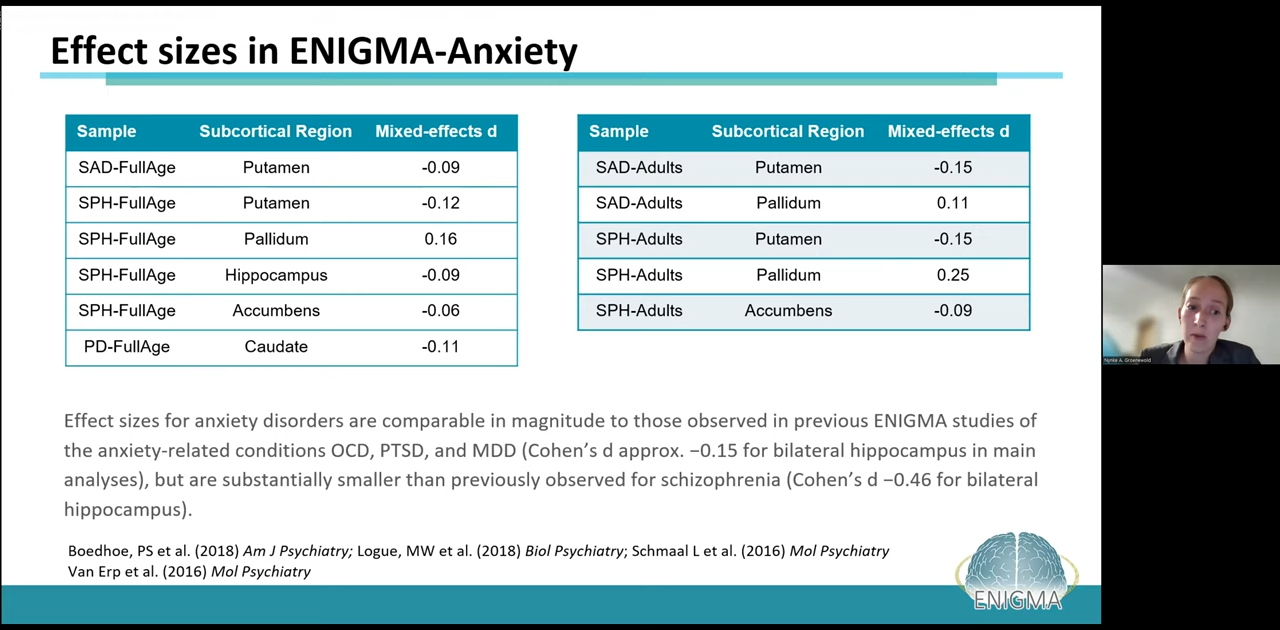 Effect sizes in ENIGMA-Anxiety
Sample Subcortical Region Mixed-effects d
SAD-FullAge Putamen -0.09
SPH-FullAge Putamen -0.12
SPH-FullAge Pallidum 0.16
SPH-FullAge Hippocampus -0.09
SPH-FullAge Accumbens -0.06
PD-FullAge Caudate -0.11
Sample Subcortical Region Mixed-effects d
SAD-Adults Putamen -0.15
SAD-Adults Pallidum 0.11
SPH-Adults Putamen -0.15
SPH-Adults Pallidum 0.25
SPH-Adults Accumbens -0.09
Effect sizes for anxiety disorders are comparable in magnitude to those observed in previous ENIGMA studies of
the anxiety-related conditions OCD, PTSD, and MDD (Cohen’s d approx. −0.15 for bilateral hippocampus in main
analyses), but are substantially smaller than previously observed for schizophrenia (Cohen’s d −0.46 for bilateral
hippocampus).
Boedhoe, PS et al. (2018) Am J Psychiatry; Logue, MW et al. (2018) Biol Psychiatry; Schmaal L et al. (2016) Mol Psychiatry
Van Erp et al. (2016) Mol Psychiatry
ENIGMA
Nynke A. Groenewold